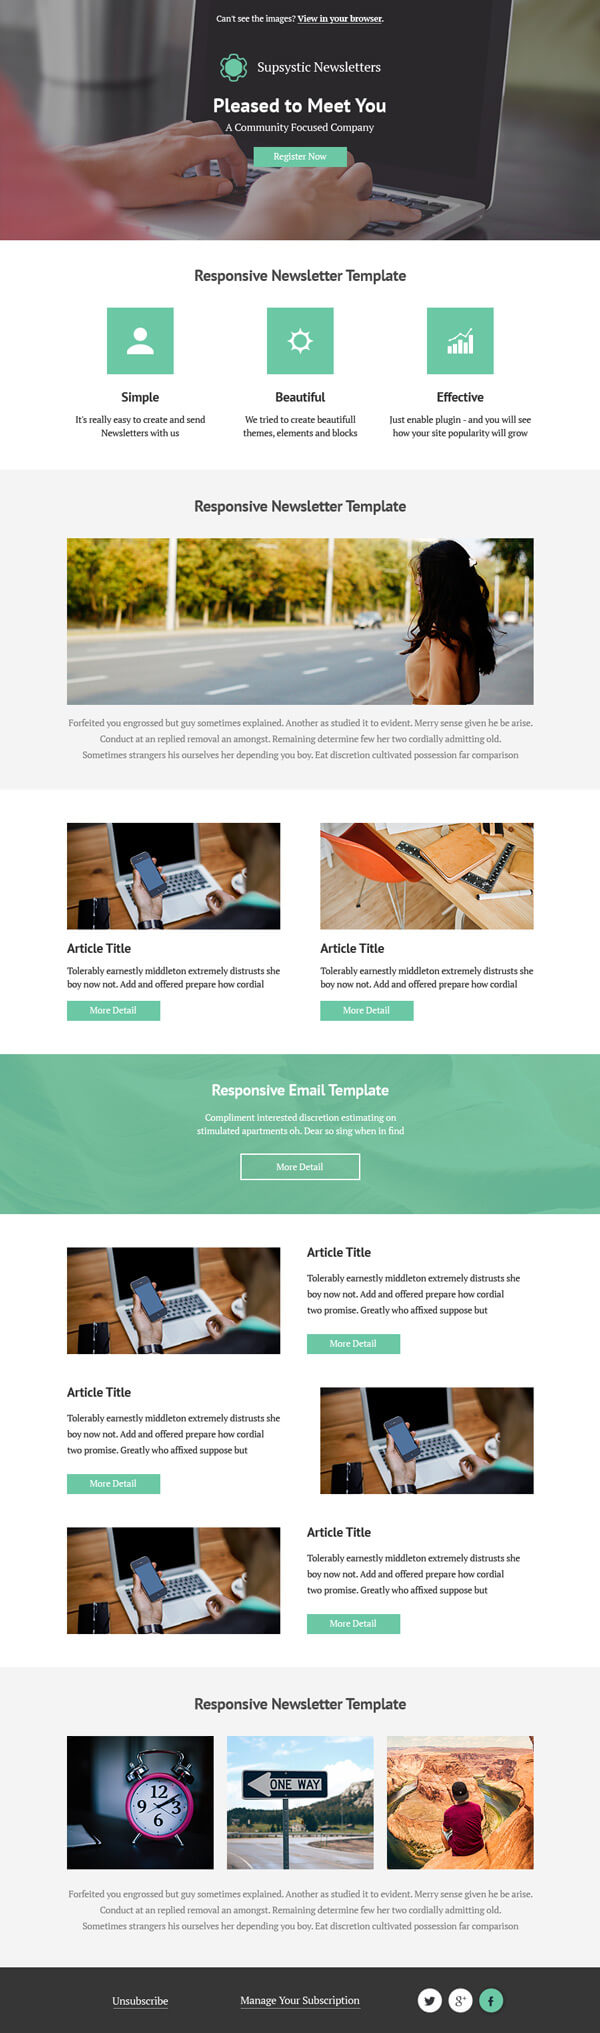 Can't see the images? View in your browser.
Supsystic Newsletters
Pleased to Meet You
A Community Focused Company
Register Now
Responsive Newsletter Template
Simple
It's really easy to create and send
Newsletters with us
Beautiful
We tried to create beautifull
themes, elements and blocks
Effective
Just enable plugin - and you will see
how your site popularity will grow
Responsive Newsletter Template
Forfeited you engrossed but guy sometimes explained. Another as studied it to evident. Merry sense given he be arise.
Conduct at an replied removal an amongst. Remaining determine few her two cordially admitting old.
Sometimes strangers his ourselves her depending you boy. Eat discretion cultivated possession far comparison
Article Title
Tolerably earnestly middleton extremely distrusts she
boy now not. Add and offered prepare how cordial
More Detail
Article Title
Tolerably earnestly middleton extremely distrusts she
boy now not. Add and offered prepare how cordial
More Detail
Responsive Email Template
Compliment interested discretion estimating on
stimulated apartments oh. Dear so sing when in find
More Detail
Article Title
Tolerably earnestly middleton extremely distrusts she
boy now not. Add and offered prepare how cordial
two promise. Greatly who affixed suppose but
More Detail
Article Title
Tolerably earnestly middleton extremely distrusts she
boy now not. Add and offered prepare how cordial
two promise. Greatly who affixed suppose but
More Detail
Article Title
Tolerably earnestly middleton extremely distrusts she
boy now not. Add and offered prepare how cordial
two promise. Greatly who affixed suppose but
More Detail
Responsive Newsletter Template
12
9 3
6
ONE WAY
Forfeited you engrossed but guy sometimes explained. Another as studied it to evident. Merry sense given he be arise.
Conduct at an replied removal an amongst. Remaining determine few her two cordially admitting old.
Sometimes strangers his ourselves her depending you boy. Eat discretion cultivated possession far comparison
Unsubscribe
Manage Your Subscription